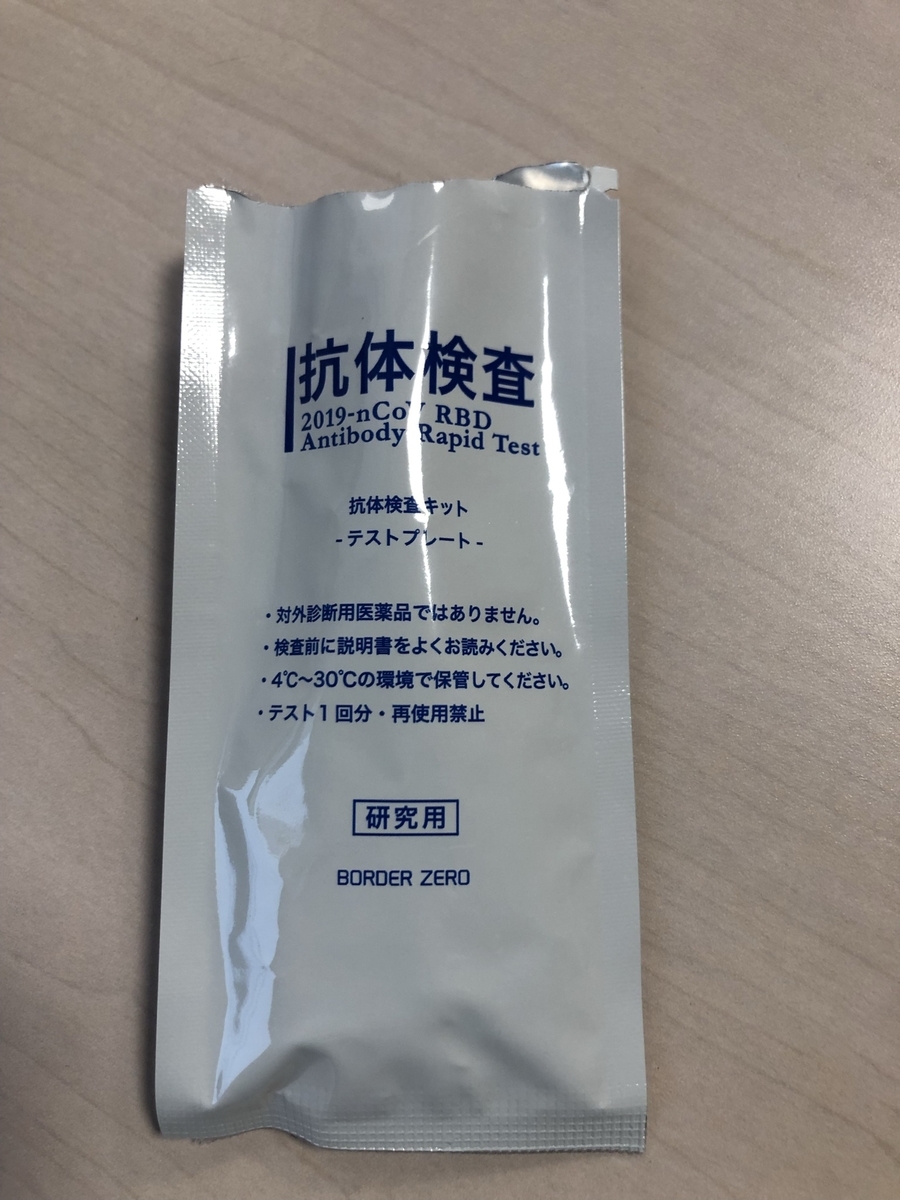 抗体検査
2019-nCoV RBD
Antibody Rapid Test
抗体検査キット
-テストプレート-
・対外診断用医薬品ではありません。
・検査前に説明書をよくお読みください。
・4℃～30℃の環境で保管してください。
・テスト1回分・再使用禁止
研究用
BORDER ZERO